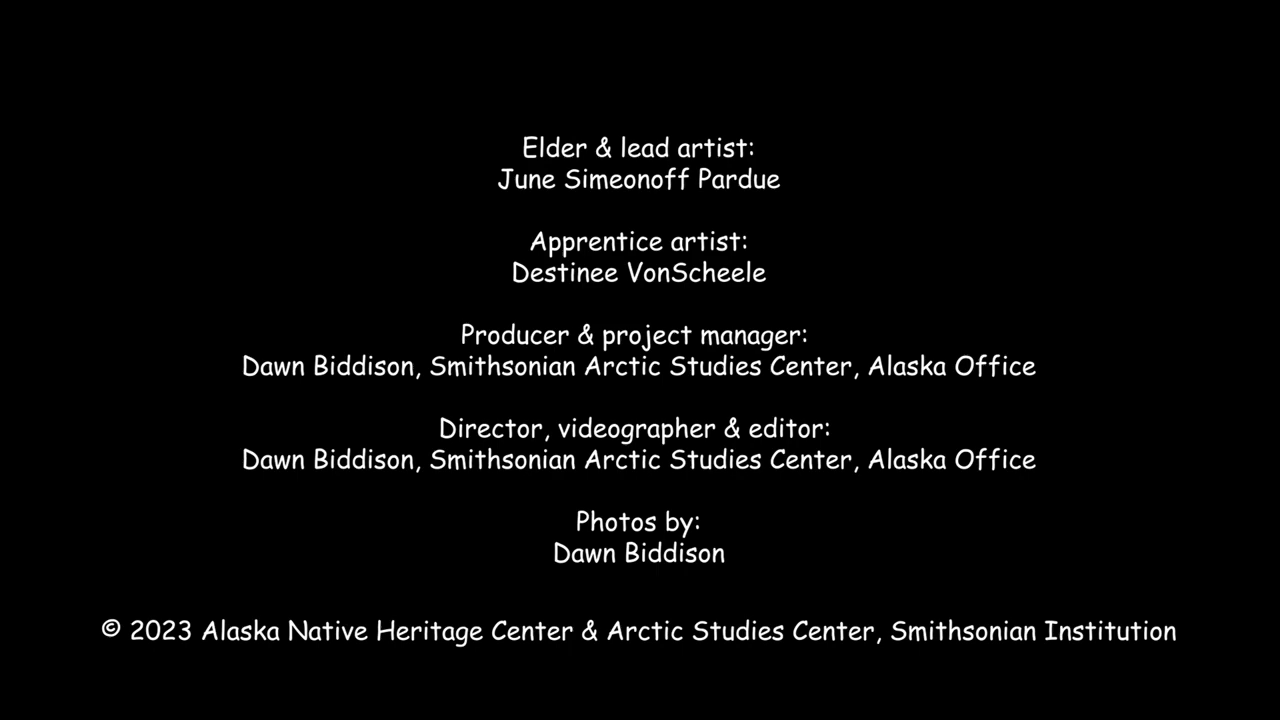 Elder & lead artist:
June Simeonoff Pardue
Apprentice artist:
Destinee VonScheele
Producer & project manager:
Dawn Biddison, Smithsonian Arctic Studies Center, Alaska Office
Director, videographer & editor:
Dawn Biddison, Smithsonian Arctic Studies Center, Alaska Office
Photos by:
Dawn Biddison
© 2023 Alaska Native Heritage Center & Arctic Studies Center, Smithsonian Institution